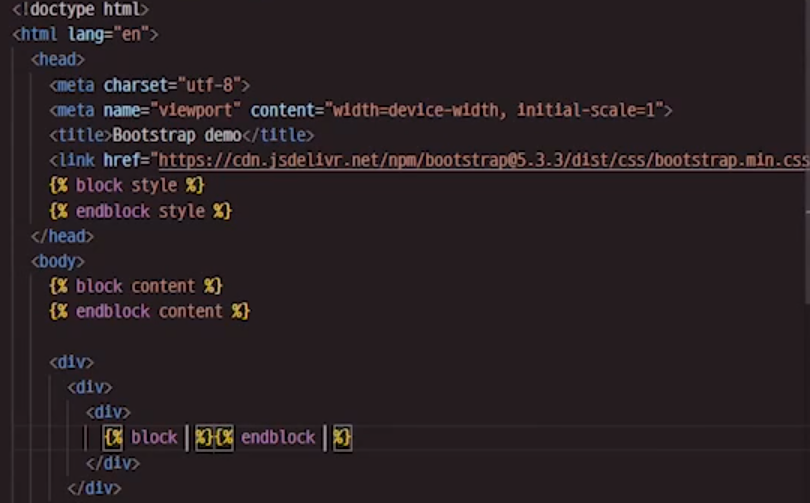 <!doctype html>
<html lang="en">
<head>
<meta charset="utf-8">
<meta name="viewport" content="width=device-width, initial-scale=1">
<title>Bootstrap demo</title>
<link href="https://cdn.jsdelivr.net/npm/bootstrap@5.3.3/dist/css/bootstrap.min.css
{% block style %}
{% endblock style %}
</head>
<body>
{% block content %}
{% endblock content %}
<div>
<div>
<div>
{% block %}{% endblock %}
</div>
</div>